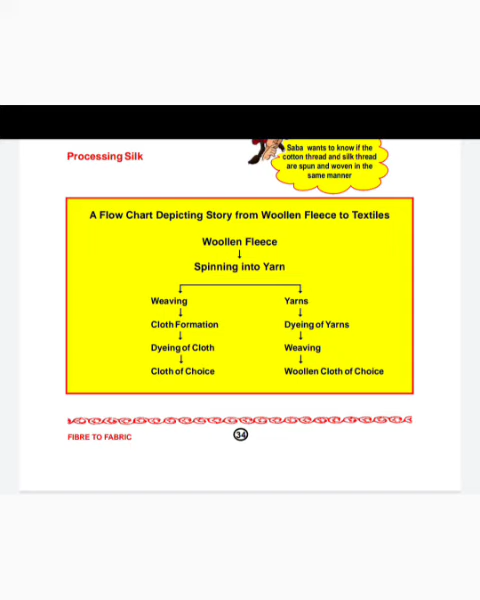 Saba wants to know if the
cotton thread and silk thread
are spun and woven in the
same manner
Processing Silk
A Flow Chart Depicting Story from Woollen Fleece to Textiles
Woollen Fleece
Spinning into Yarn
Weaving
Cloth Formation
Dyeing of Cloth
Cloth of Choice
Yarns
Dyeing of Yarns
Weaving
Woollen Cloth of Choice
FIBRE TO FABRIC
34